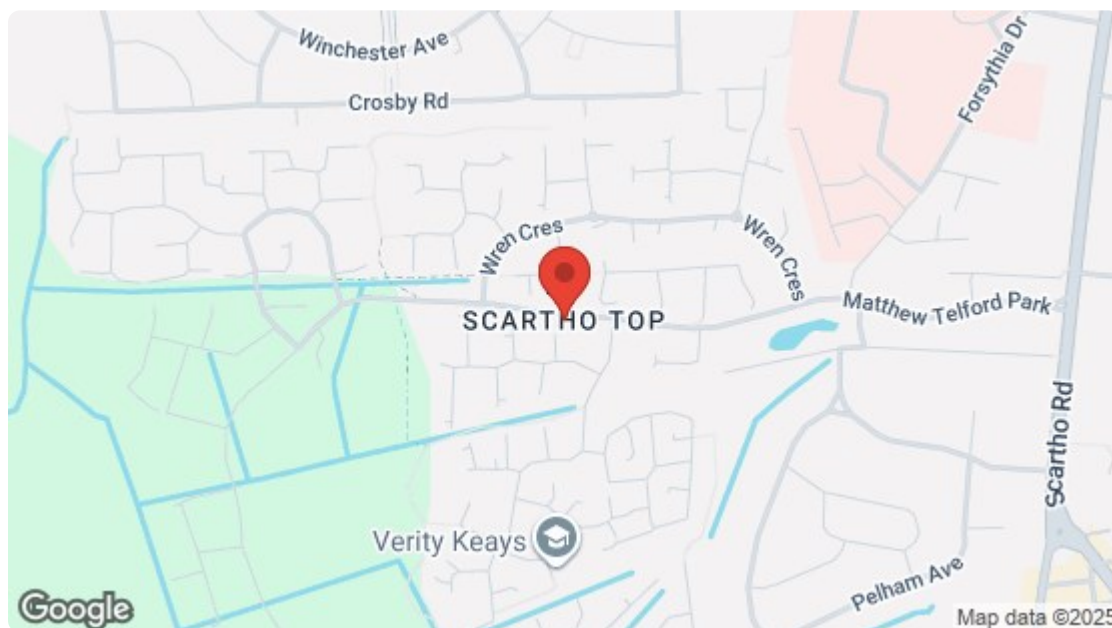 Winchester Ave
Crosby Rd
Forsythia Dr
Wren Cres
Wren Cres
Matthew Telford Park
SCARTHO TOP
Scartho Rd
Verity Keays
Pelham Ave
Google
Map data ©2025